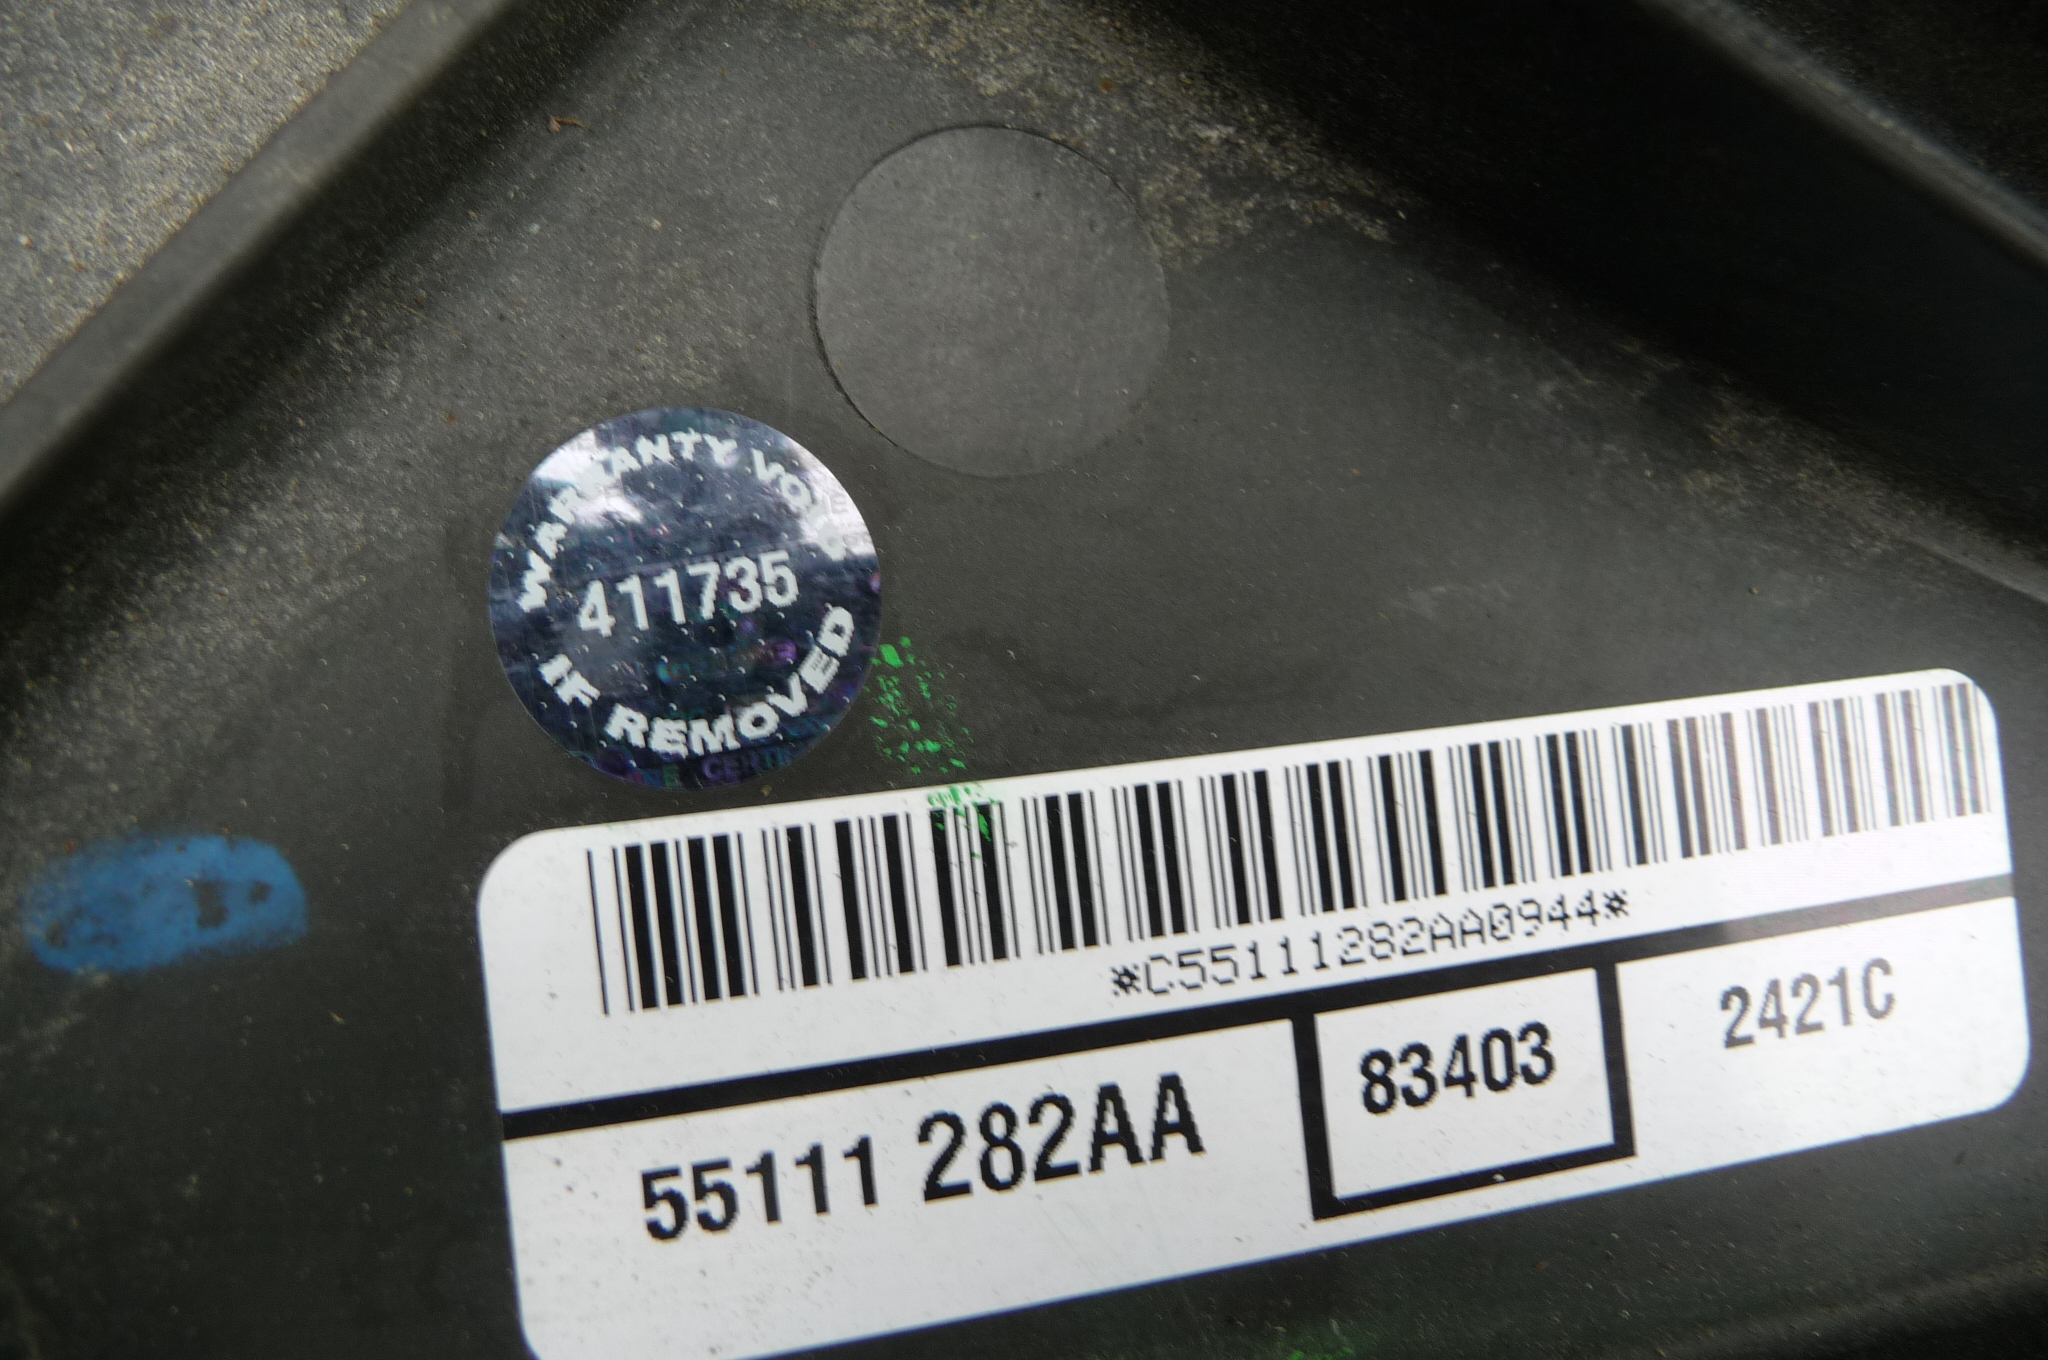 WARRANTY VOID
411735
IF REMOVED
*C55111282AA0944*
55111 282AA
83403
2421C